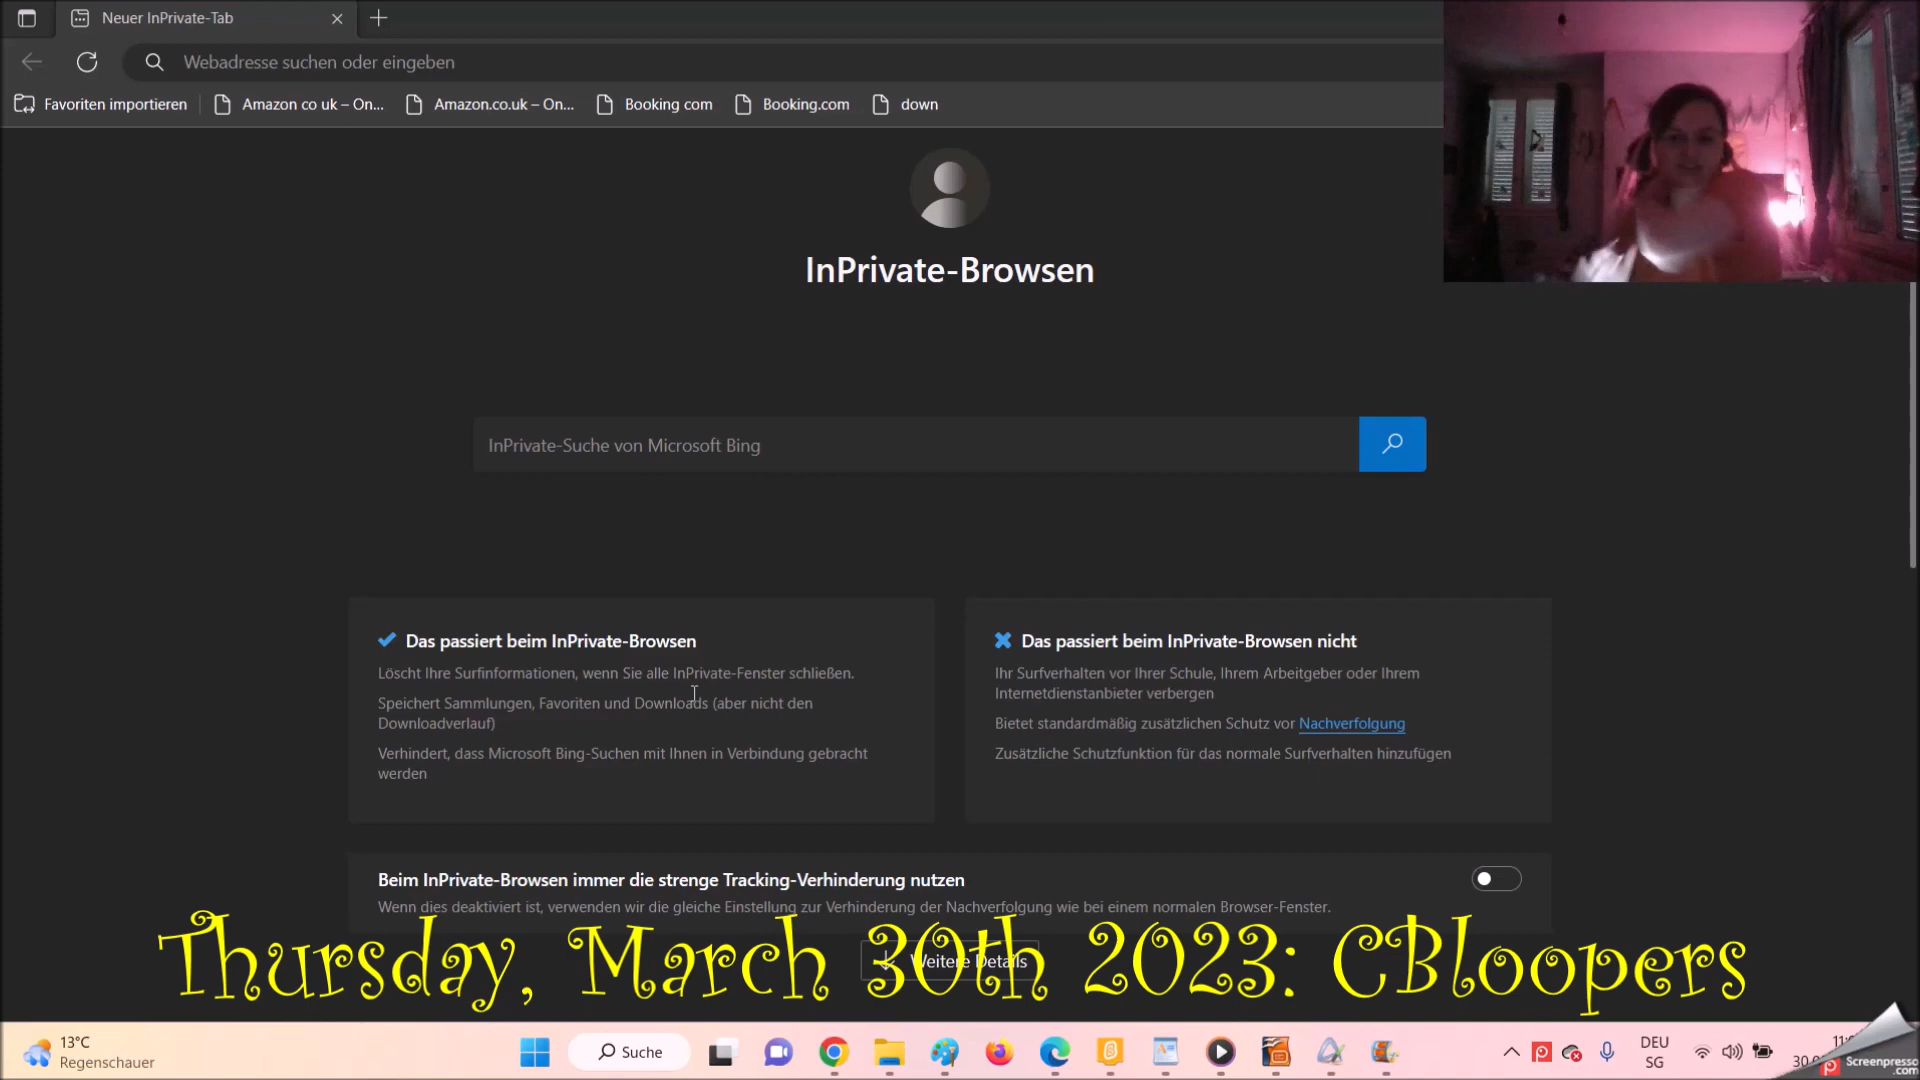 Neuer InPrivate-Tab
Webadresse suchen oder eingeben
Favoriten importieren
Amazon co uk – On...
Amazon.co.uk – On...
Booking com
Booking.com
down
InPrivate-Browsen
InPrivate-Suche von Microsoft Bing
Das passiert beim InPrivate-Browsen
Löscht Ihre Surfinformationen, wenn Sie alle InPrivate-Fenster schließen.
Speichert Sammlungen, Favoriten und Downloads (aber nicht den
Downloadverlauf)
Verhindert, dass Microsoft Bing-Suchen mit Ihnen in Verbindung gebracht
werden
Das passiert beim InPrivate-Browsen nicht
Ihr Surfverhalten vor Ihrer Schule, Ihrem Arbeitgeber oder Ihrem
Internetdienstanbieter verbergen
Bietet standardmäßig zusätzlichen Schutz vor Nachverfolgung
Zusätzliche Schutzfunktion für das normale Surfverhalten hinzufügen
Beim InPrivate-Browsen immer die strenge Tracking-Verhinderung nutzen
Wenn dies deaktiviert ist, verwenden wir die gleiche Einstellung zur Verhinderung der Nachverfolgung wie bei einem normalen Browser-Fenster.
Weitere Details
Thursday, March 30th 2023: CBloopers
13°C
Regenschauer
Suche
DEU
SG
Screenpresso
.com